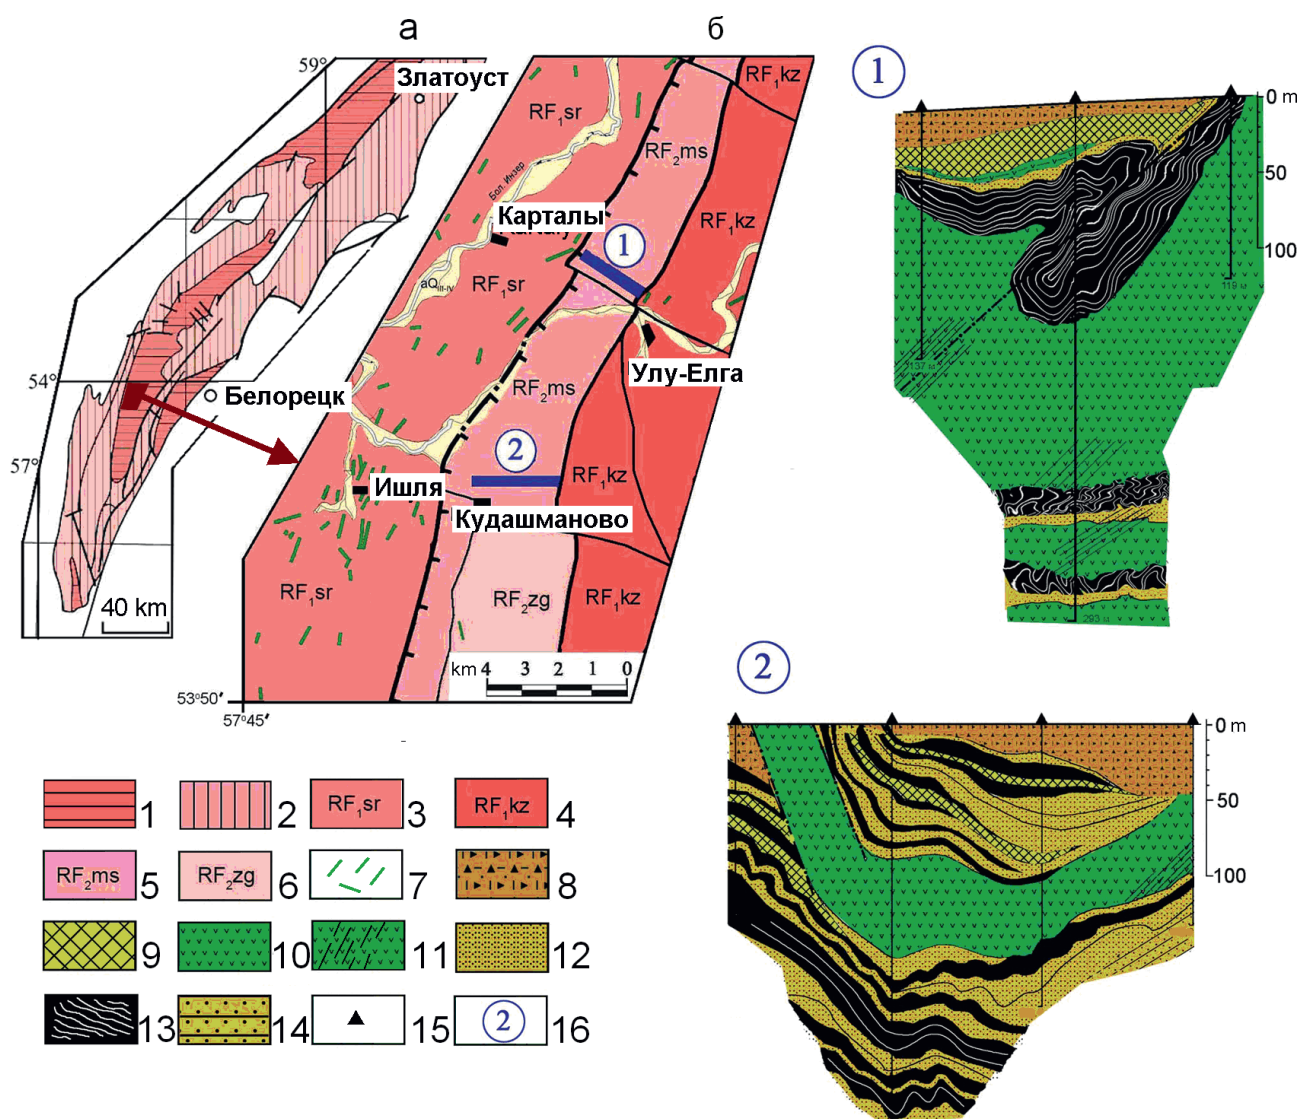 а
б
59°
Златоуст
54°
Белорецк
57°
40 km
RF₁sr
RF₂ms
RF₁kz
Бол. Инзер
Карталы
RF₁kz
1
aQIII-IV
RF₁sr
Улу-Елга
RF₂ms
2
RF₁kz
Ишля
Кудашманово
RF₁sr
RF₂zg
RF₁kz
km 4 3 2 1 0
53°50′
57°45′
1
0 m
50
100
119 м
137 м
293 м
2
0 m
50
100
1
2
RF₁sr 3
RF₁kz 4
RF₂ms 5
RF₂zg 6
7
8
9
10
11
12
13
14
15
2 16